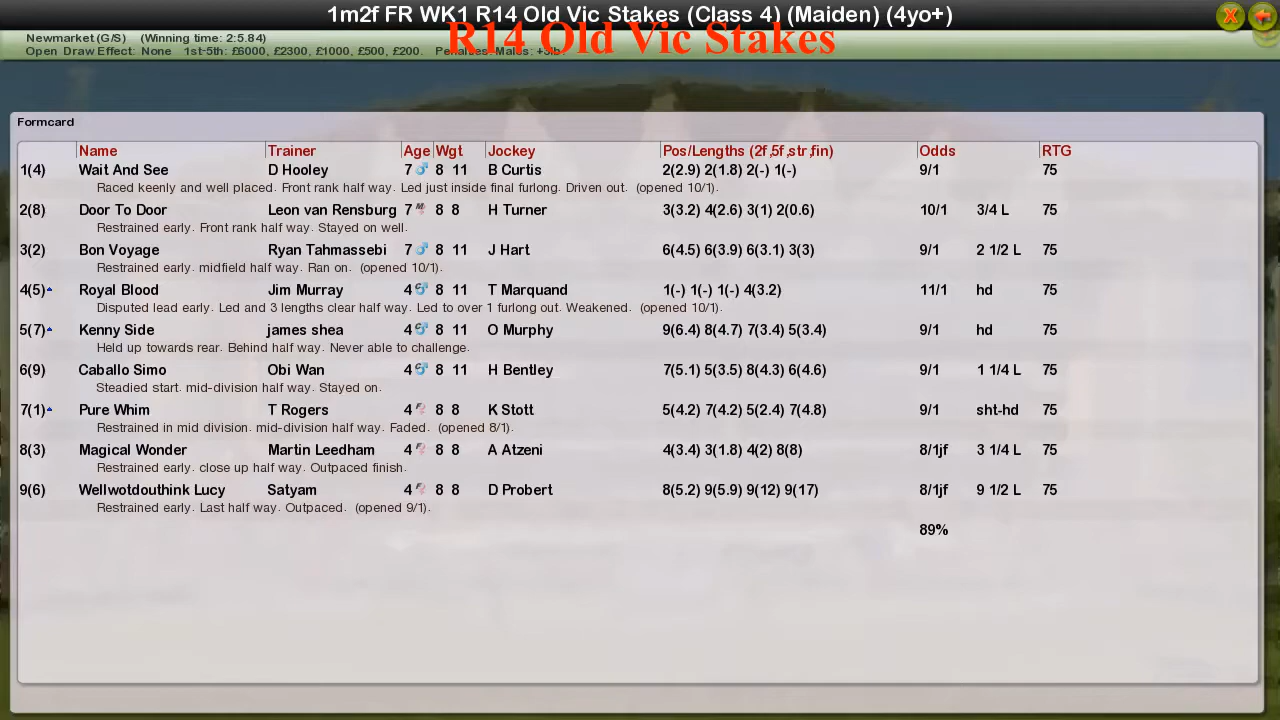 1m2f FR WK1 R14 Old Vic Stakes (Class 4) (Maiden) (4yo+)
R14 Old Vic Stakes
Newmarket (G/S) (Winning time: 2:5.84)
Open Draw Effect: None 1st-5th: £6000, £2300, £1000, £500, £200. Penalties: Males: +3lb.
Formcard
Name Trainer Age Wgt Jockey Pos/Lengths (2f,5f,str,fin) Odds RTG
1(4) Wait And See D Hooley 7 8 11 B Curtis 2(2.9) 2(1.8) 2(-) 1(-) 9/1 75
Raced keenly and well placed. Front rank half way. Led just inside final furlong. Driven out. (opened 10/1).
2(8) Door To Door Leon van Rensburg 7 8 8 H Turner 3(3.2) 4(2.6) 3(1) 2(0.6) 10/1 3/4 L 75
Restrained early. Front rank half way. Stayed on well.
3(2) Bon Voyage Ryan Tahmassebi 7 8 11 J Hart 6(4.5) 6(3.9) 6(3.1) 3(3) 9/1 2 1/2 L 75
Restrained early. midfield half way. Ran on. (opened 10/1).
4(5) Royal Blood Jim Murray 4 8 11 T Marquand 1(-) 1(-) 1(-) 4(3.2) 11/1 hd 75
Disputed lead early. Led and 3 lengths clear half way. Led to over 1 furlong out. Weakened. (opened 10/1).
5(7) Kenny Side james shea 4 8 11 O Murphy 9(6.4) 8(4.7) 7(3.4) 5(3.4) 9/1 hd 75
Held up towards rear. Behind half way. Never able to challenge.
6(9) Caballo Simo Obi Wan 4 8 11 H Bentley 7(5.1) 5(3.5) 8(4.3) 6(4.6) 9/1 1 1/4 L 75
Steadied start. mid-division half way. Stayed on.
7(1) Pure Whim T Rogers 4 8 8 K Stott 5(4.2) 7(4.2) 5(2.4) 7(4.8) 9/1 sht-hd 75
Restrained in mid division. mid-division half way. Faded. (opened 8/1).
8(3) Magical Wonder Martin Leedham 4 8 8 A Atzeni 4(3.4) 3(1.8) 4(2) 8(8) 8/1jf 3 1/4 L 75
Restrained early. close up half way. Outpaced finish.
9(6) Wellwotdouthink Lucy Satyam 4 8 8 D Probert 8(5.2) 9(5.9) 9(12) 9(17) 8/1jf 9 1/2 L 75
Restrained early. Last half way. Outpaced. (opened 9/1).
89%